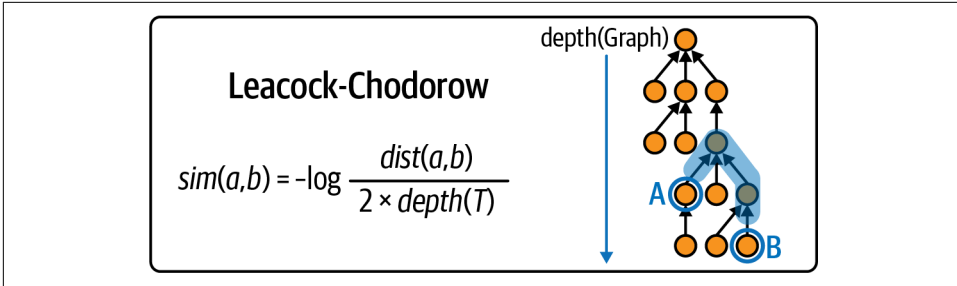 depth(Graph)
Leacock-Chodorow
sim(a,b) = –log dist(a,b)
2 × depth(T)
A
B